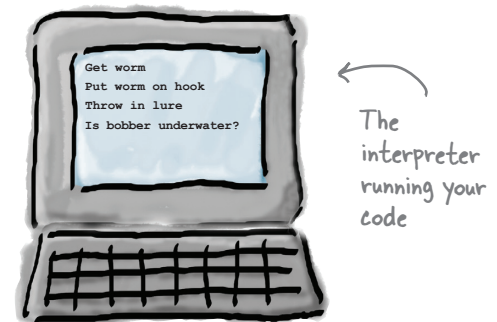 Get worm
Put worm on hook
Throw in lure
Is bobber underwater?
The
interpreter
running your
code